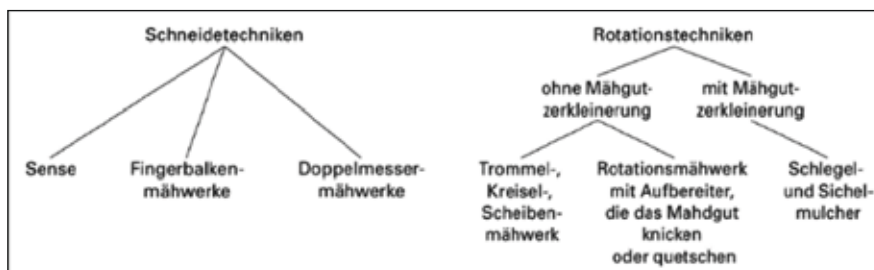 Schneidetechniken
Sense
Fingerbalken-
mähwerke
Doppelmesser-
mähwerke
Rotationstechniken
ohne Mähgut-
zerkleinerung
mit Mähgut-
zerkleinerung
Trommel-,
Kreisel-,
Scheiben-
mähwerk
Rotationsmähwerk
mit Aufbereiter,
die das Mahdgut
knicken
oder quetschen
Schlegel-
und Sichel-
mulcher